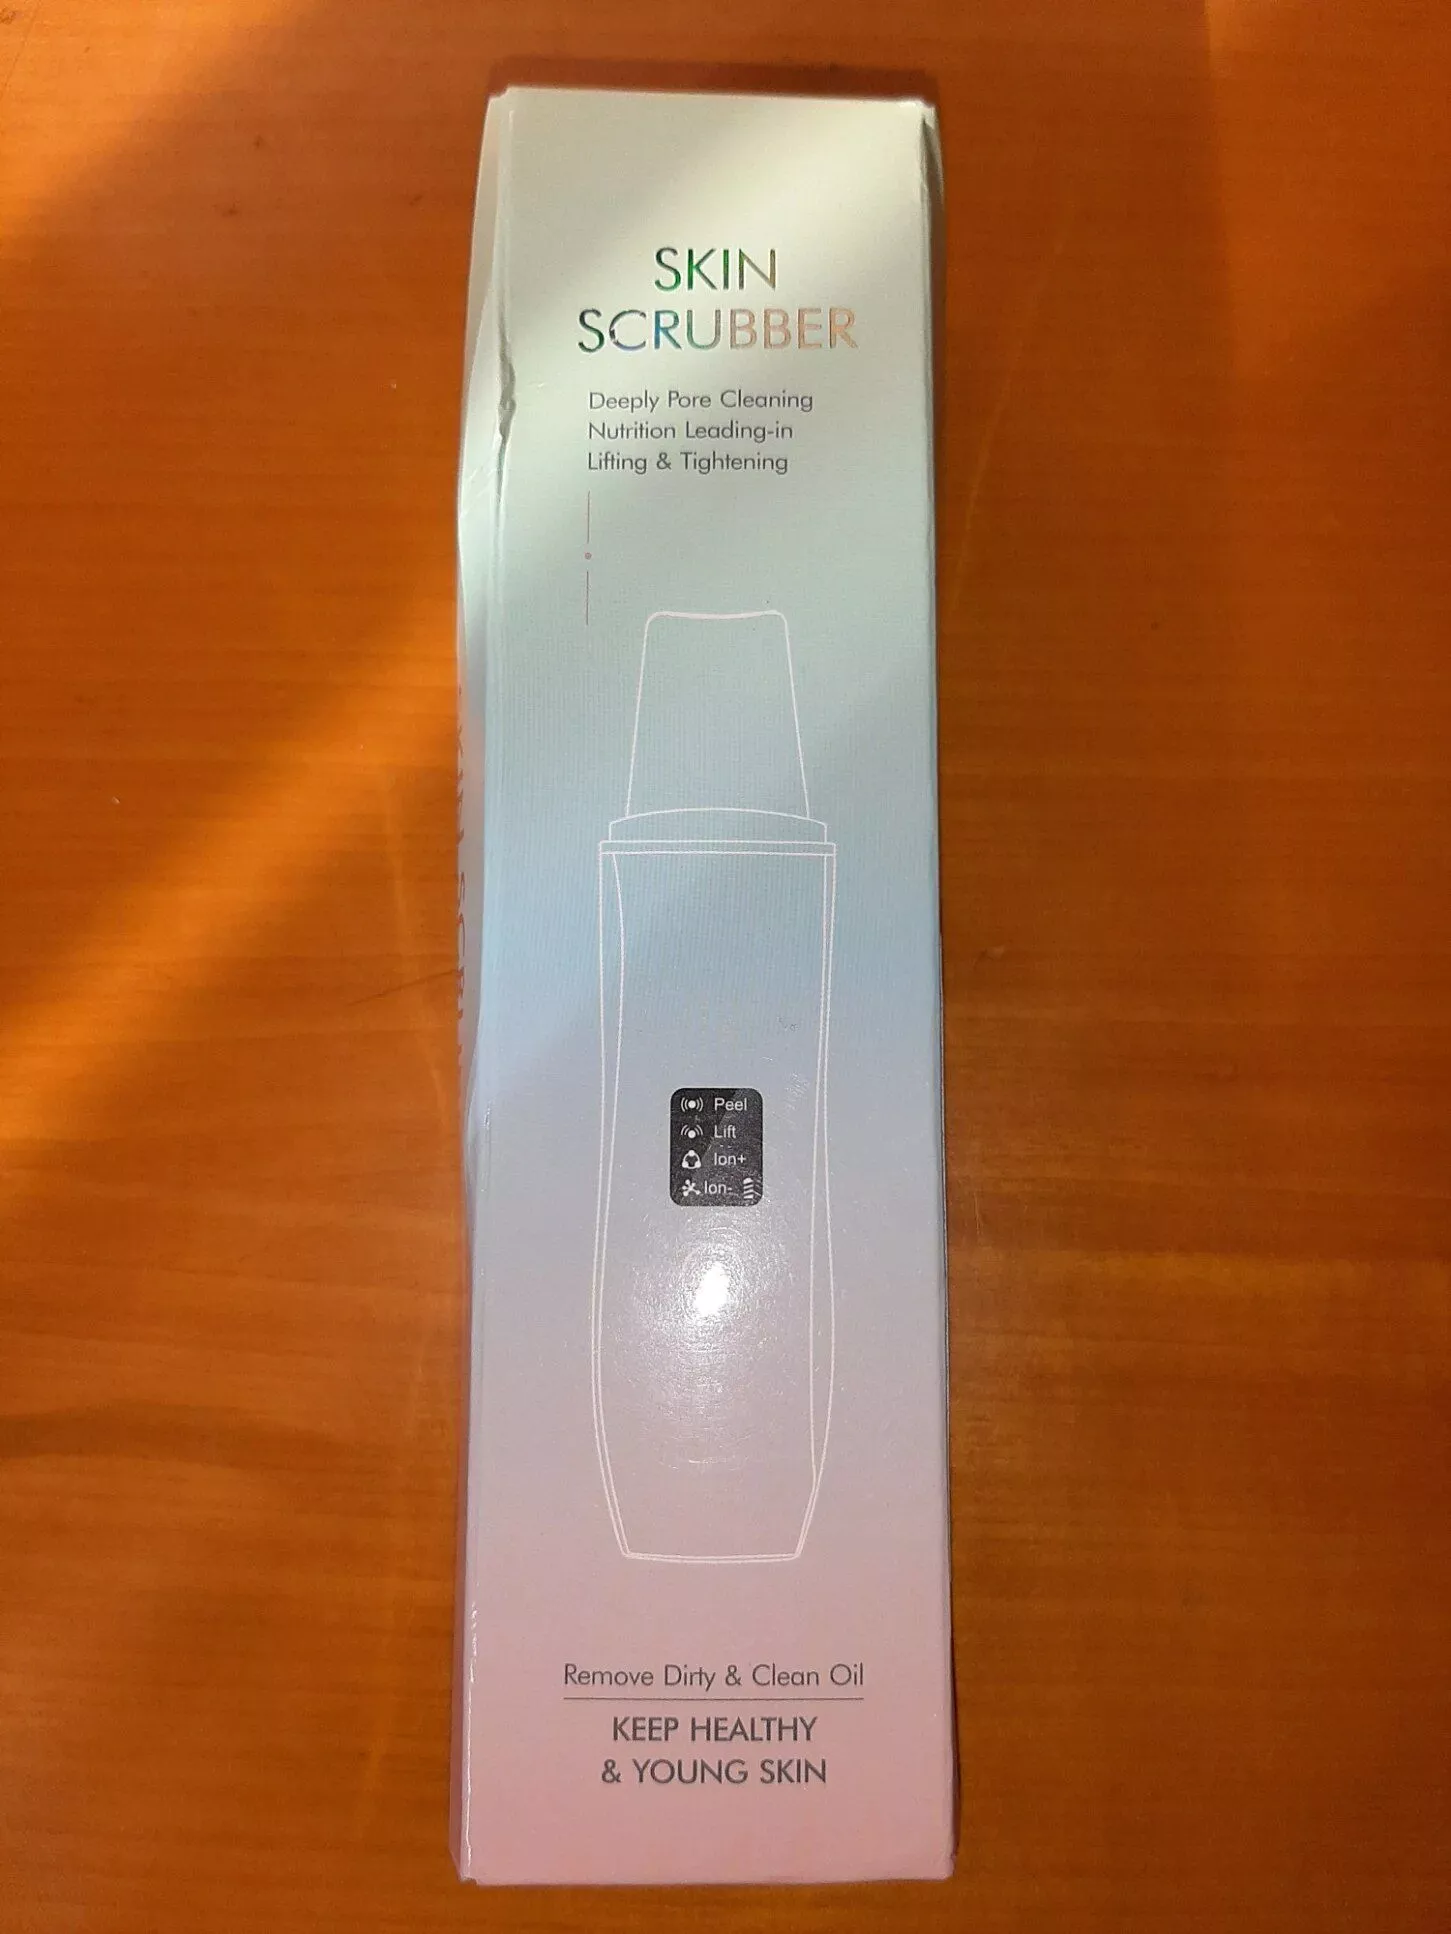 SKIN
SCRUBBER
Deeply Pore Cleaning
Nutrition Leading-in
Lifting & Tightening
Peel
Lift
Ion+
Ion-
Remove Dirty & Clean Oil
KEEP HEALTHY
& YOUNG SKIN